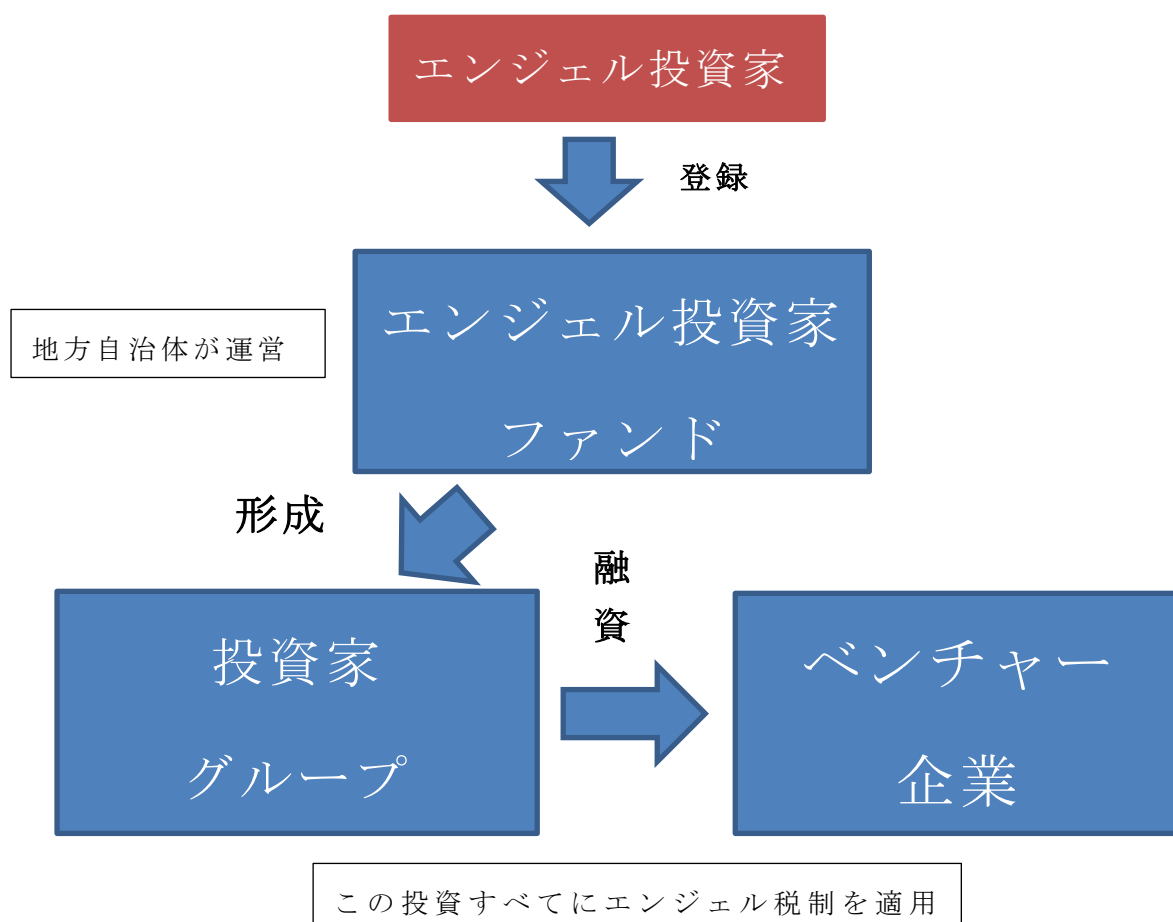 エンジェル投資家
登録
エンジェル投資家
ファンド
地方自治体が運営
形成
融
資
投資家
グループ
ベンチャー
企業
この投資すべてにエンジェル税制を適用